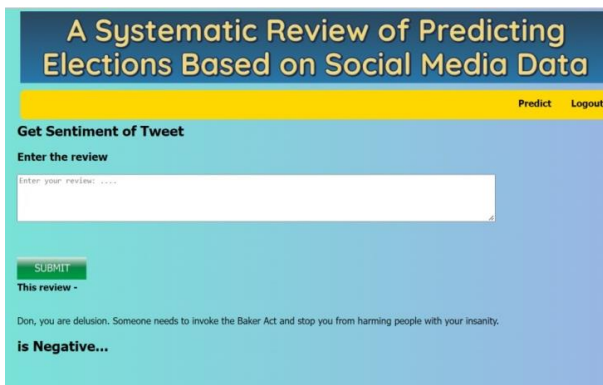 A Systematic Review of Predicting
Elections Based on Social Media Data
Predict Logout
Get Sentiment of Tweet
Enter the review
Enter your review: ....
SUBMIT
This review -
Don, you are delusion. Someone needs to invoke the Baker Act and stop you from harming people with your insanity.
is Negative...